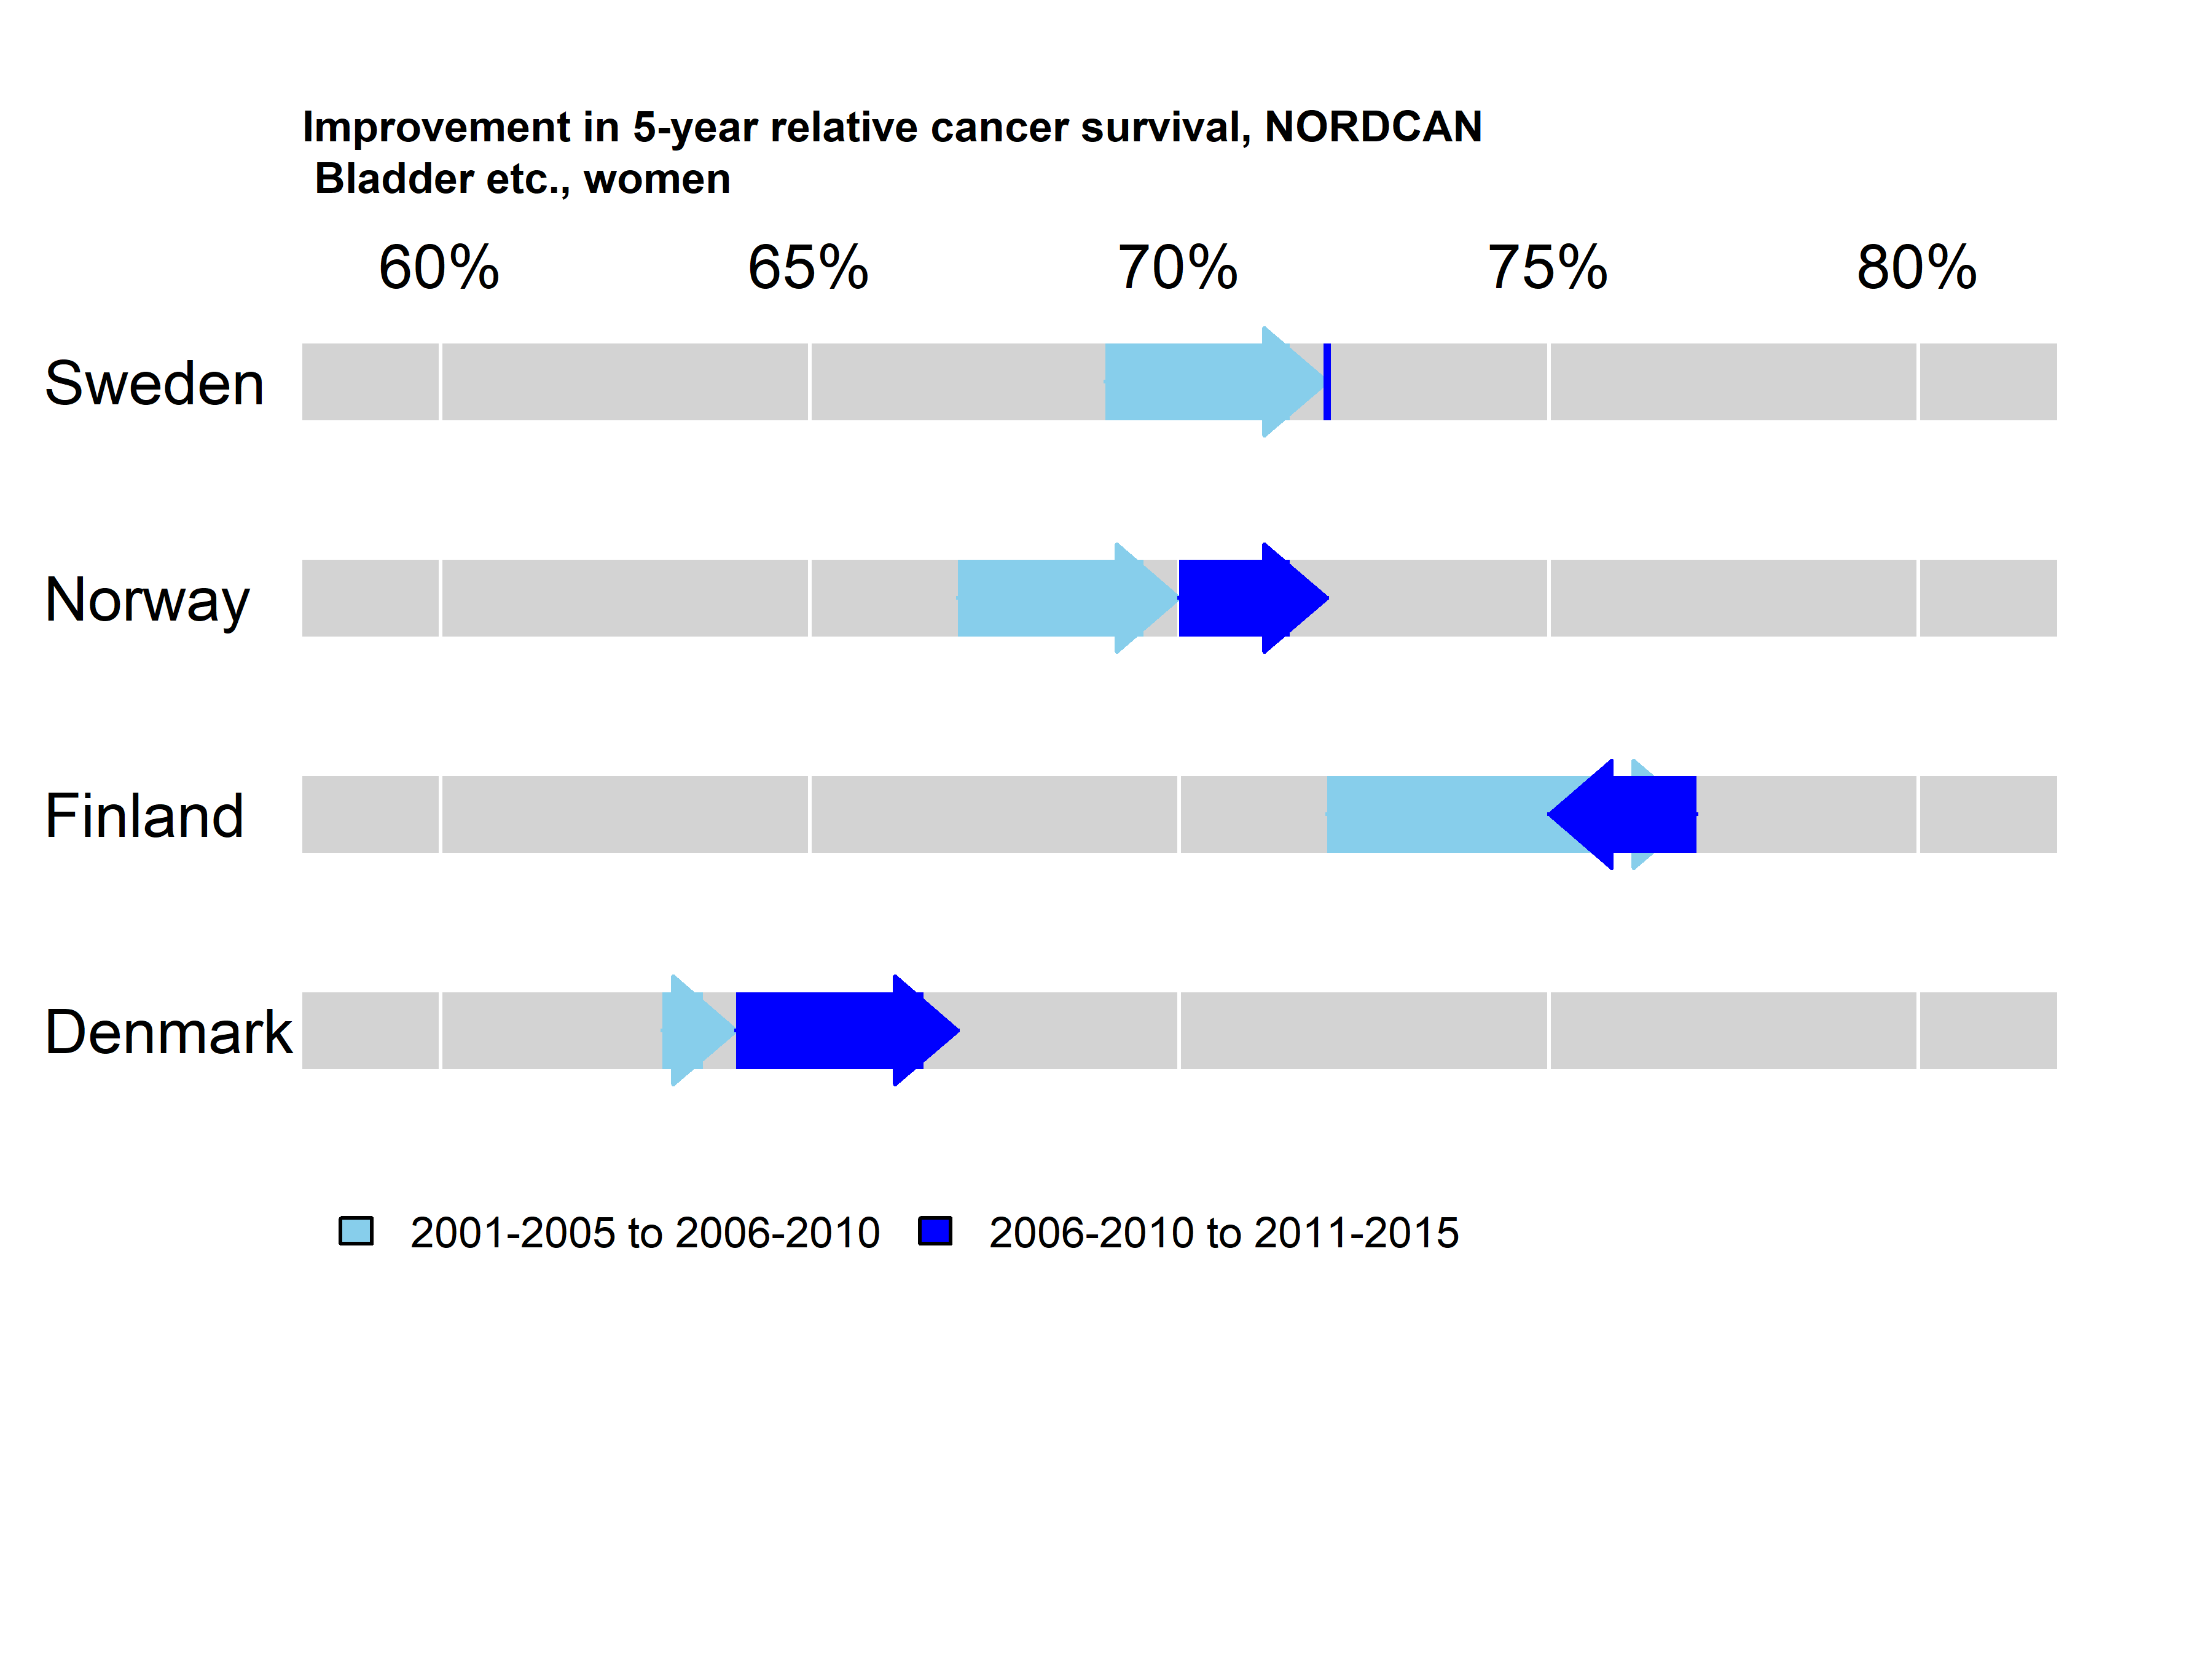 Improvement in 5-year relative cancer survival, NORDCAN
Bladder etc., women
60% 65% 70% 75% 80%
Sweden
Norway
Finland
Denmark
2001-2005 to 2006-2010 2006-2010 to 2011-2015